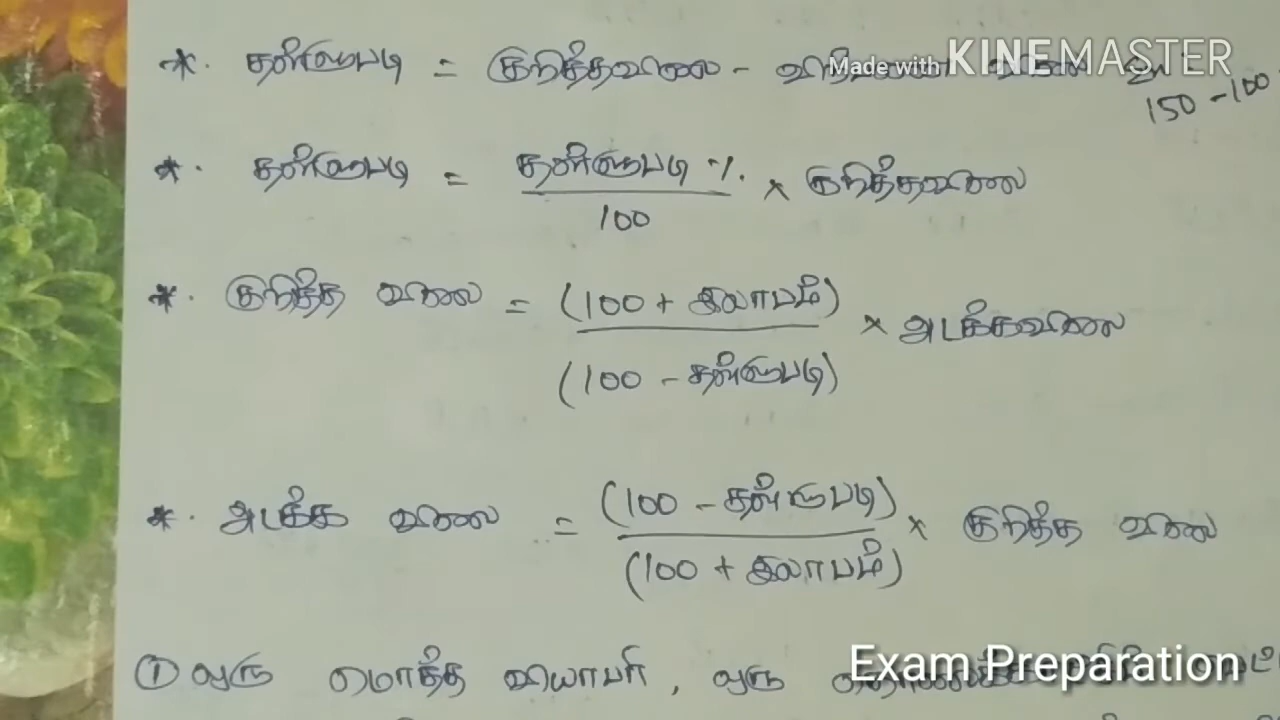 * . தள்ளுபடி = குறித்தவிலை - விற்பனை விலை
Made with KINEMASTER
150 - 100
* . தள்ளுபடி = தள்ளுபடி % / 100 × குறித்தவிலை
* . குறித்த விலை = (100 + இலாபம்) / (100 - தள்ளுபடி) × அடக்கவிலை
* . அடக்க விலை = (100 - தள்ளுபடி) / (100 + இலாபம்) × குறித்த விலை
① ஒரு மொத்த வியாபாரி, ஒரு
Exam Preparation